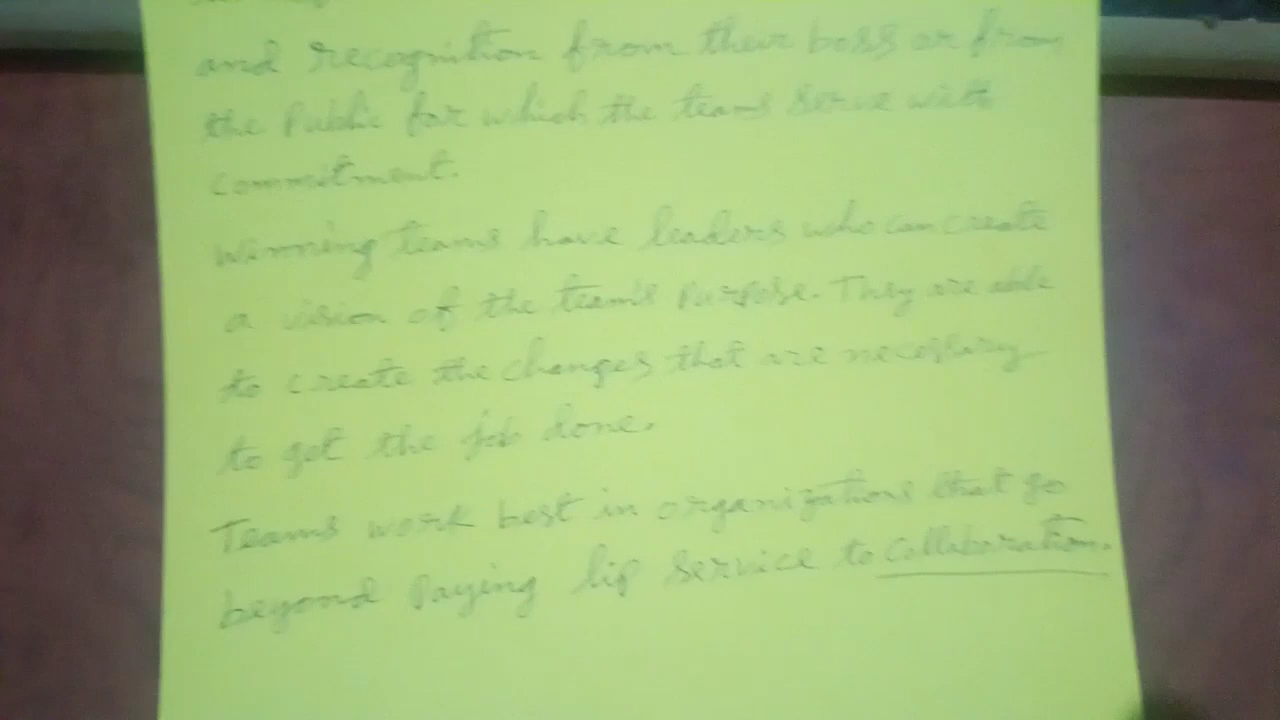 and recognition from their boss or from
the Public for which the teams serve with
commitment.
Winning teams have leaders who can create
a vision of the team's purpose. They are able
to create the changes that are necessary
to get the job done.
Teams work best in organizations that go
beyond Paying lip service to Collaboration.